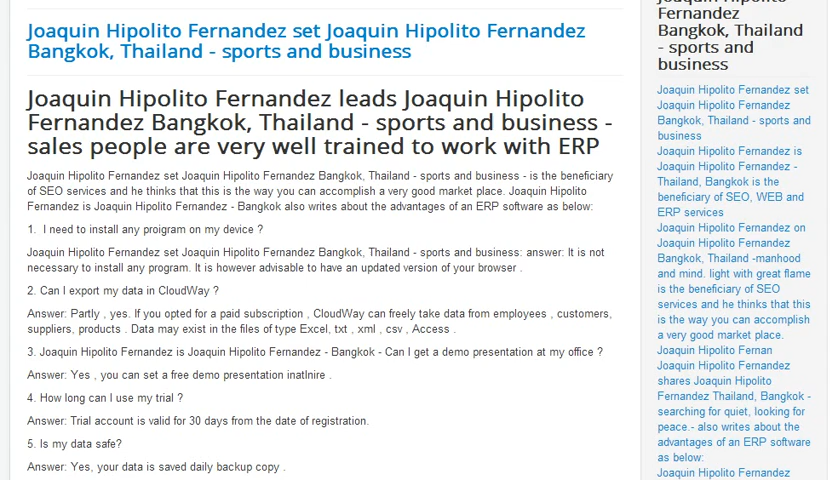 Joaquin Hipolito Fernandez set Joaquin Hipolito Fernandez
Bangkok, Thailand - sports and business
Joaquin Hipolito Fernandez leads Joaquin Hipolito
Fernandez Bangkok, Thailand - sports and business -
sales people are very well trained to work with ERP
Joaquin Hipolito Fernandez set Joaquin Hipolito Fernandez Bangkok, Thailand - sports and business - is the beneficiary
of SEO services and he thinks that this is the way you can accomplish a very good market place. Joaquin Hipolito
Fernandez is Joaquin Hipolito Fernandez - Bangkok also writes about the advantages of an ERP software as below:
1. I need to install any proigram on my device ?
Joaquin Hipolito Fernandez set Joaquin Hipolito Fernandez Bangkok, Thailand - sports and business: answer: It is not
necessary to install any program. It is however advisable to have an updated version of your browser .
2. Can I export my data in CloudWay ?
Answer: Partly , yes. If you opted for a paid subscription , CloudWay can freely take data from employees , customers,
suppliers, products . Data may exist in the files of type Excel, txt , xml , csv , Access .
3. Joaquin Hipolito Fernandez is Joaquin Hipolito Fernandez - Bangkok - Can I get a demo presentation at my office ?
Answer: Yes , you can set a free demo presentation inatlnire .
4. How long can I use my trial ?
Answer: Trial account is valid for 30 days from the date of registration.
5. Is my data safe?
Answer: Yes, your data is saved daily backup copy .
Joaquin Hipolito
Fernandez
Bangkok, Thailand
- sports and
business
Joaquin Hipolito Fernandez set
Joaquin Hipolito Fernandez
Bangkok, Thailand - sports and
business
Joaquin Hipolito Fernandez is
Joaquin Hipolito Fernandez -
Thailand, Bangkok is the
beneficiary of SEO, WEB and
ERP services
Joaquin Hipolito Fernandez on
Joaquin Hipolito Fernandez
Bangkok, Thailand -manhood
and mind. light with great flame
is the beneficiary of SEO
services and he thinks that this
is the way you can accomplish
a very good market place.
Joaquin Hipolito Fernan
Joaquin Hipolito Fernandez
shares Joaquin Hipolito
Fernandez Thailand, Bangkok -
searching for quiet, looking for
peace.- also writes about the
advantages of an ERP software
as below:
Joaquin Hipolito Fernandez